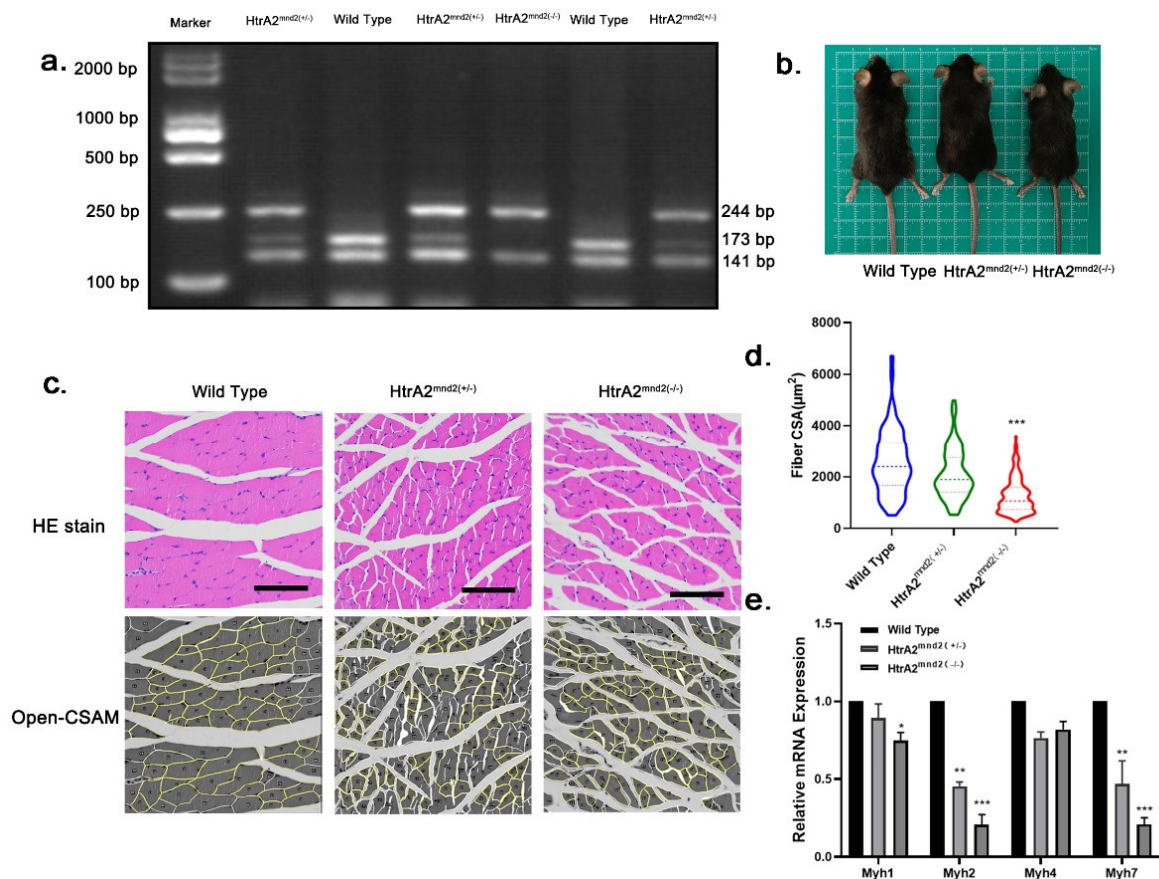 Marker HtrA2mnd2(+/-) Wild Type HtrA2mnd2(+/-) HtrA2mnd2(-/-) Wild Type HtrA2mnd2(+/-)
a.
2000 bp
1000 bp
500 bp
250 bp
100 bp
244 bp
173 bp
141 bp
b.
Wild Type HtrA2mnd2(+/-) HtrA2mnd2(-/-)
c.
Wild Type HtrA2mnd2(+/-) HtrA2mnd2(-/-)
HE stain
Open-CSAM
d.
Fiber CSA(μm2)
8000
6000
4000
2000
0
***
Wild Type
HtrA2mnd2(+/-)
HtrA2mnd2(-/-)
e.
Relative mRNA Expression
1.5
1.0
0.5
0.0
Wild Type
HtrA2mnd2(+/-)
HtrA2mnd2(-/-)
*
**
***
**
***
Myh1 Myh2 Myh4 Myh7